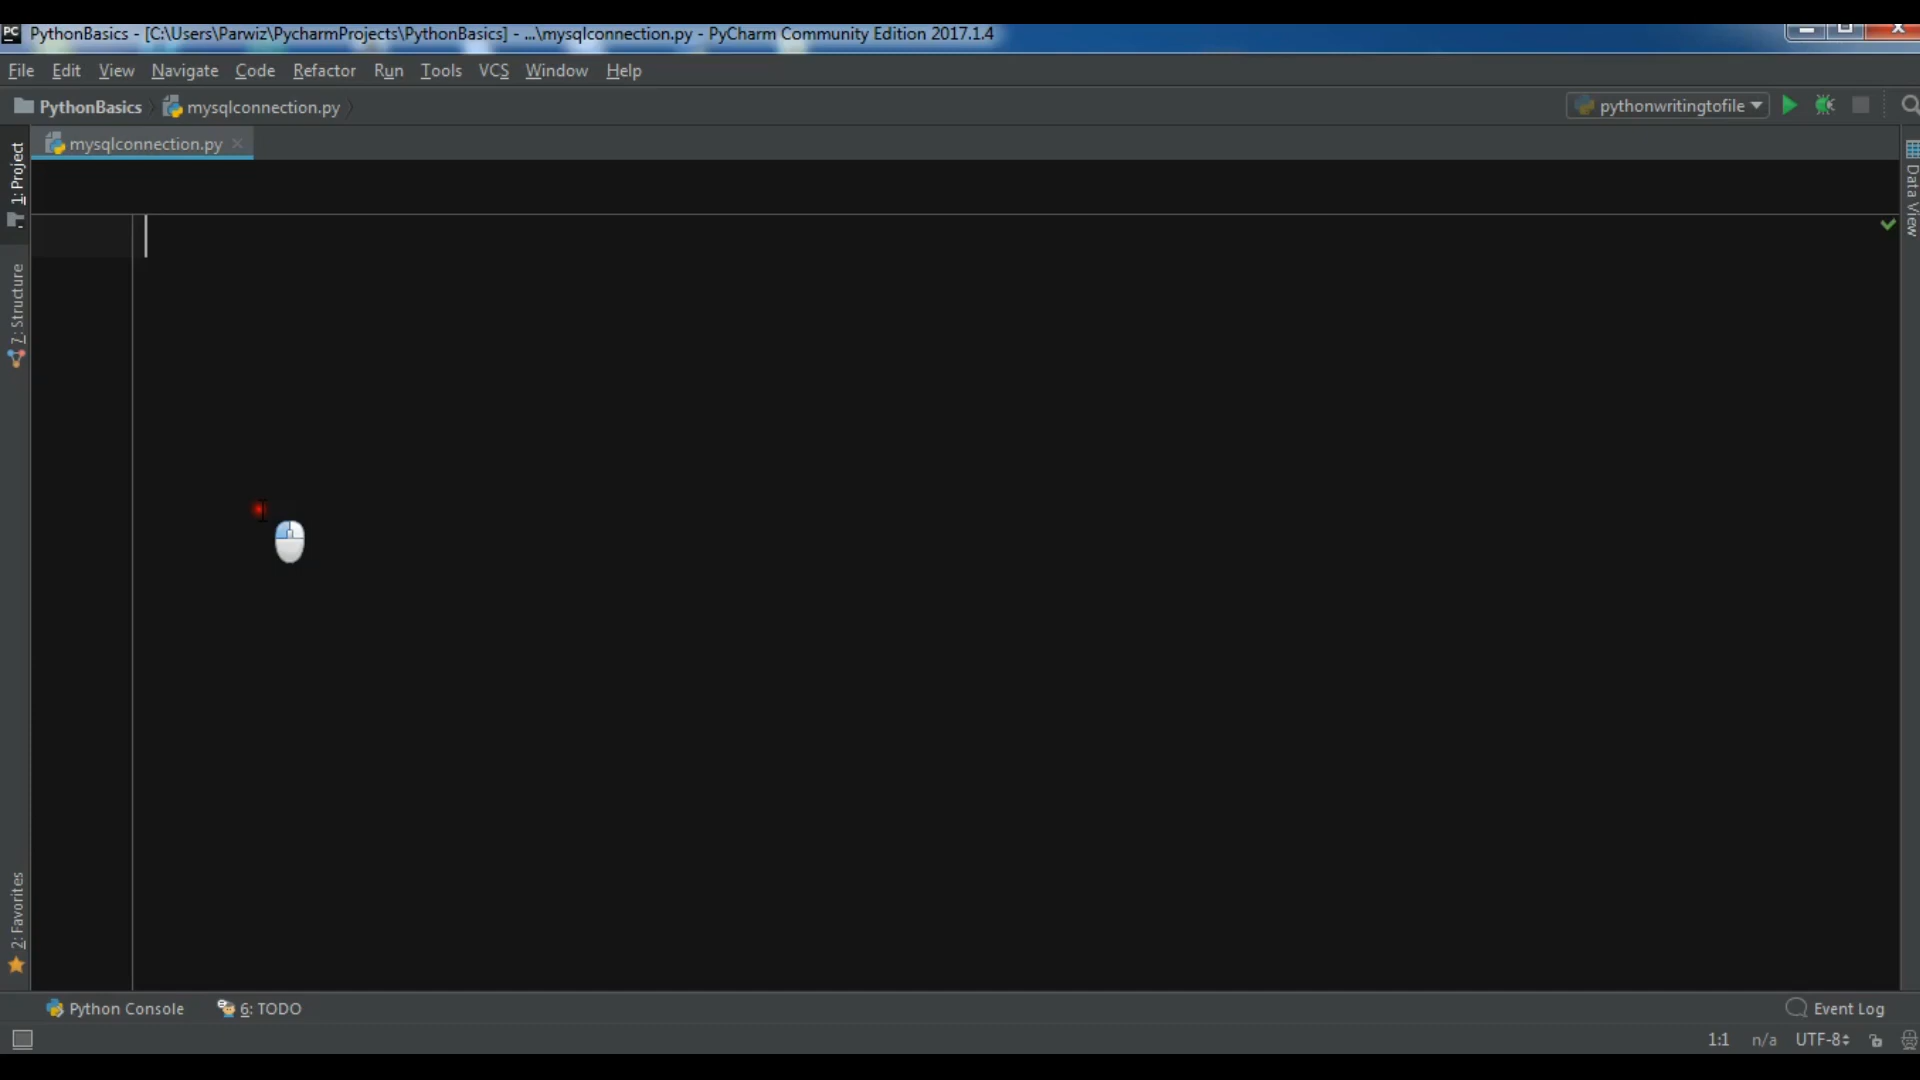 PC PythonBasics - [C:\Users\Parwiz\PycharmProjects\PythonBasics] - ...\mysqlconnection.py - PyCharm Community Edition 2017.1.4
File Edit View Navigate Code Refactor Run Tools VCS Window Help
PythonBasics mysqlconnection.py pythonwritingtofile
mysqlconnection.py
1: Project
7: Structure
2: Favorites
Data View
Python Console 6: TODO Event Log
1:1 n/a UTF-8